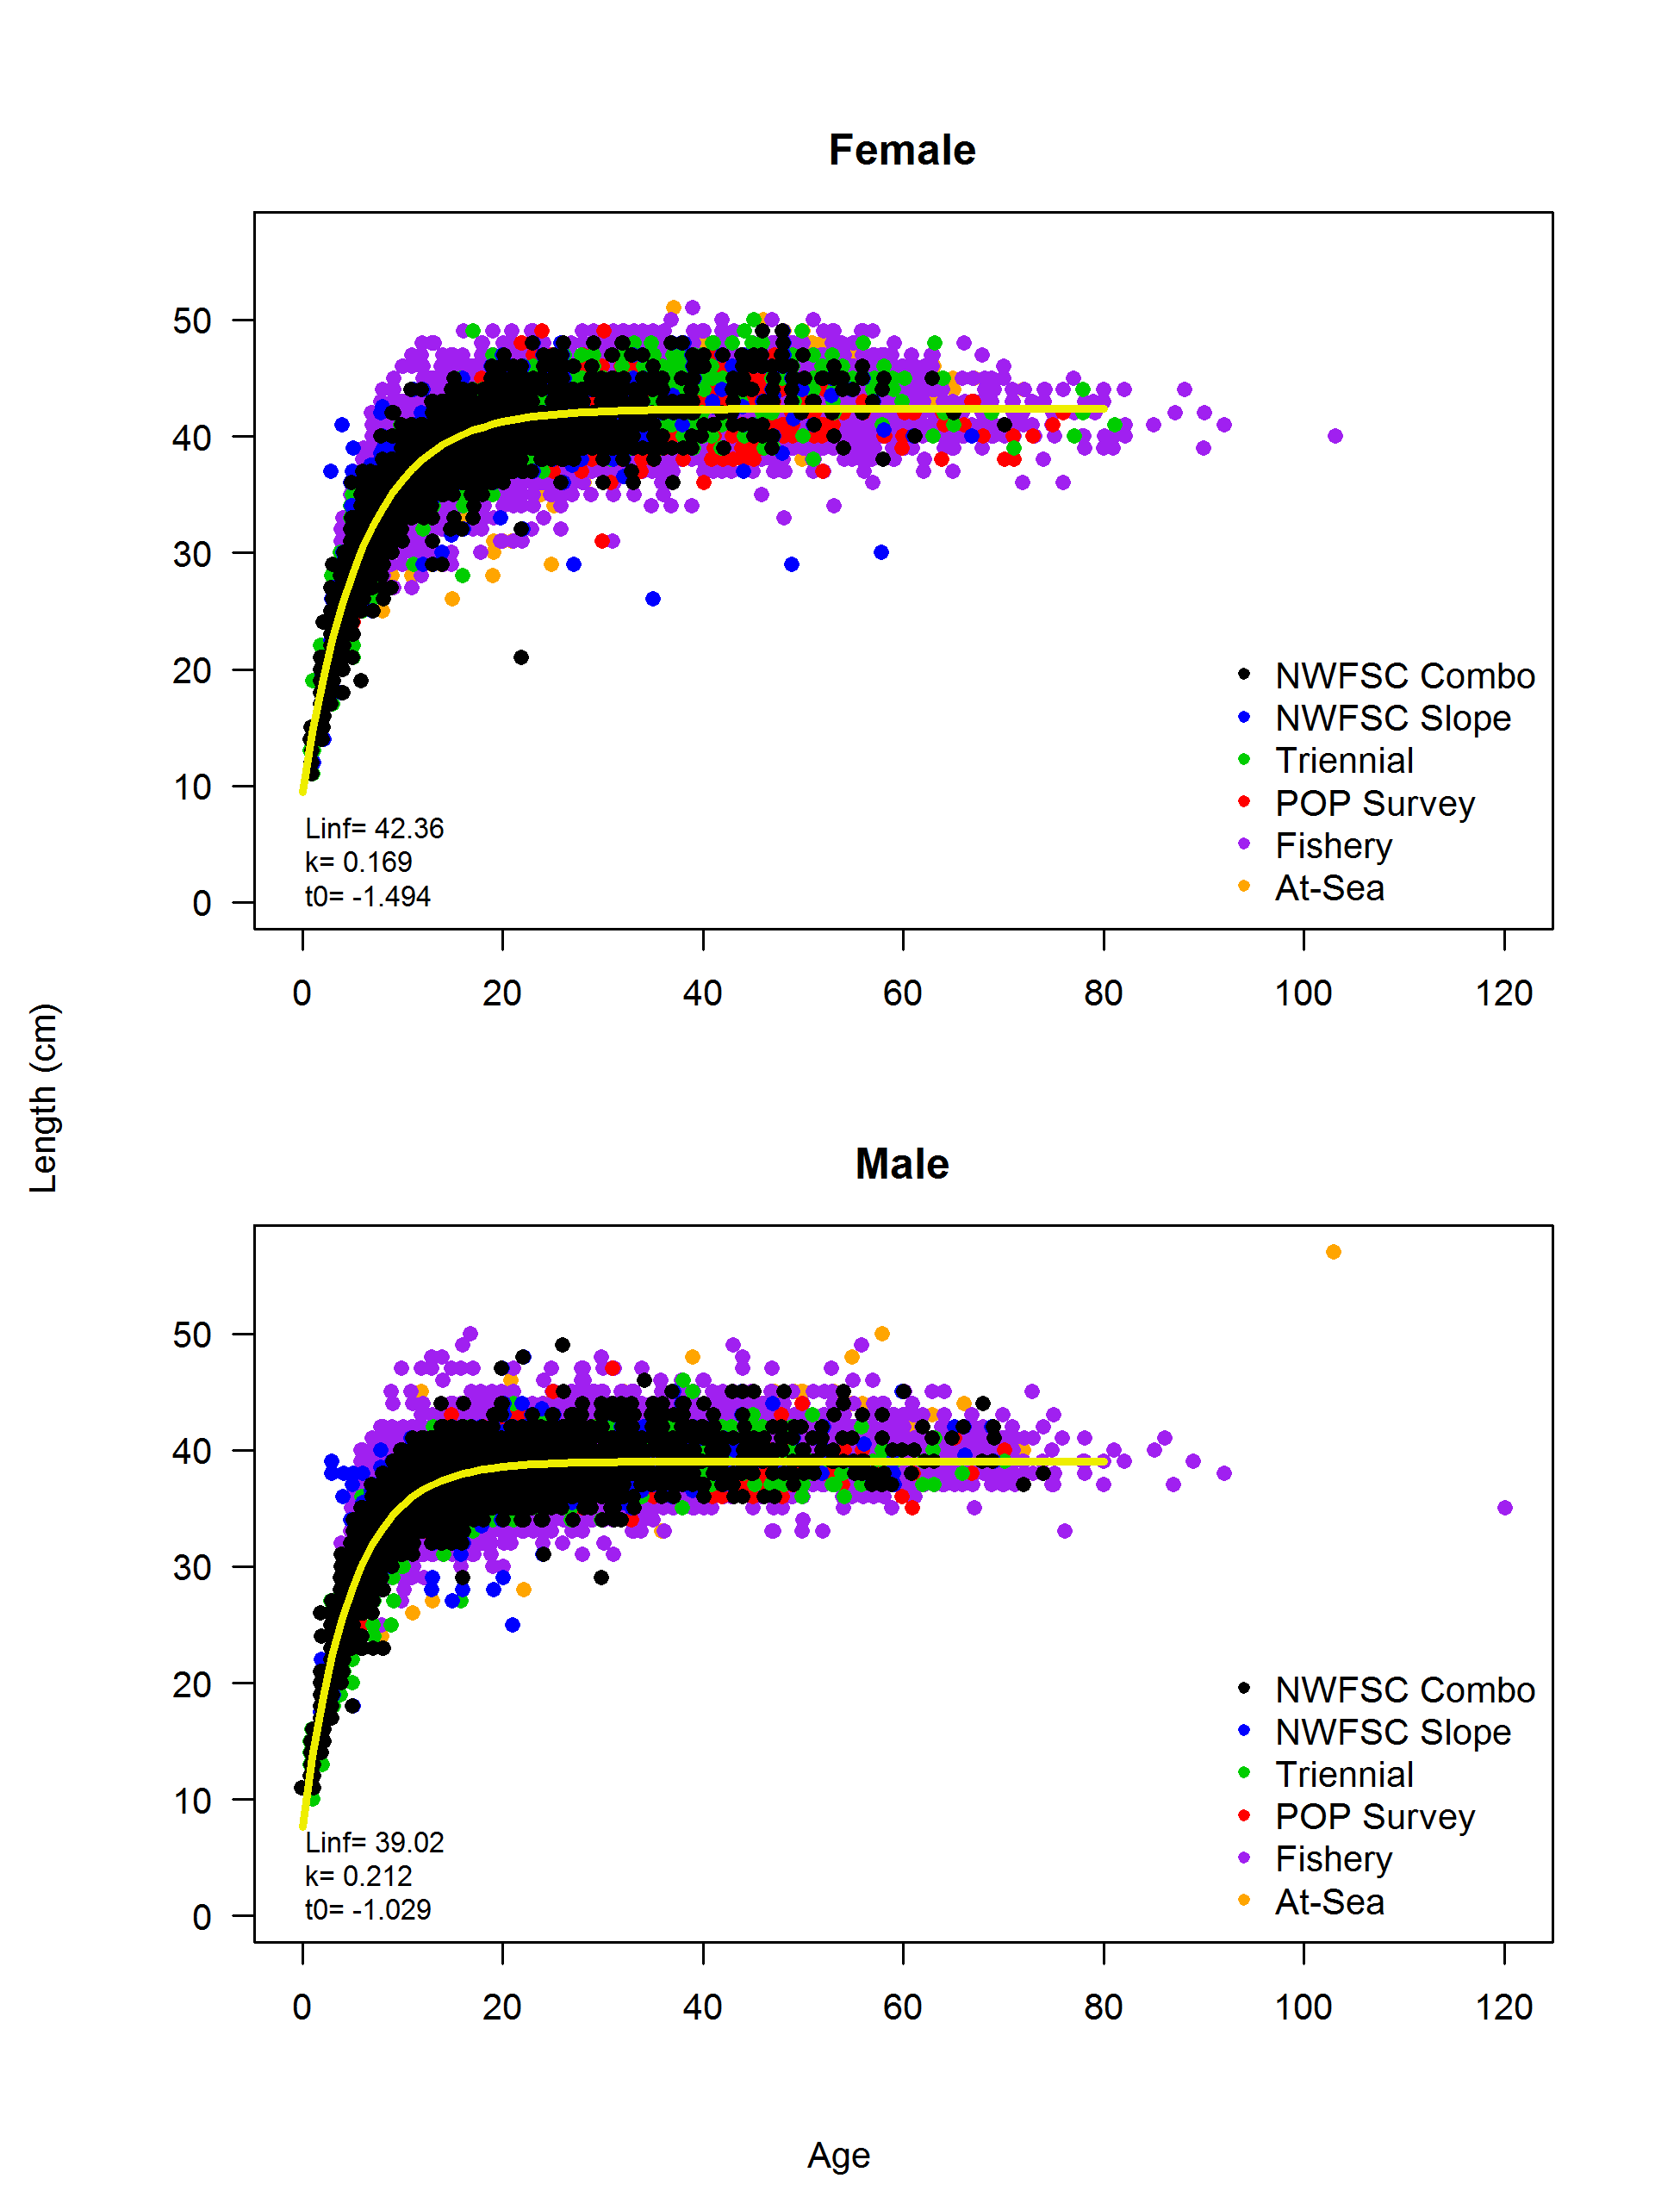 Female
50
40
30
20
10
0
Linf= 42.36
k= 0.169
t0= -1.494
NWFSC Combo
NWFSC Slope
Triennial
POP Survey
Fishery
At-Sea
0 20 40 60 80 100 120
Length (cm)
Male
50
40
30
20
10
0
Linf= 39.02
k= 0.212
t0= -1.029
NWFSC Combo
NWFSC Slope
Triennial
POP Survey
Fishery
At-Sea
0 20 40 60 80 100 120
Age